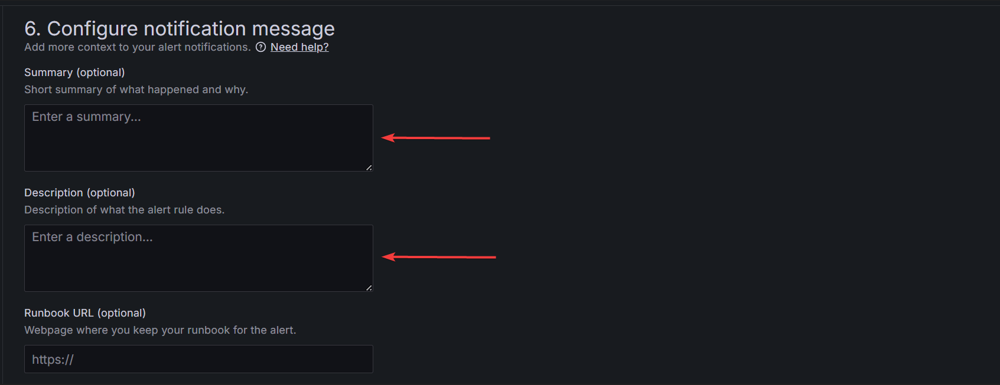 6. Configure notification message
Add more context to your alert notifications. Need help?
Summary (optional)
Short summary of what happened and why.
Enter a summary...
Description (optional)
Description of what the alert rule does.
Enter a description...
Runbook URL (optional)
Webpage where you keep your runbook for the alert.
https://